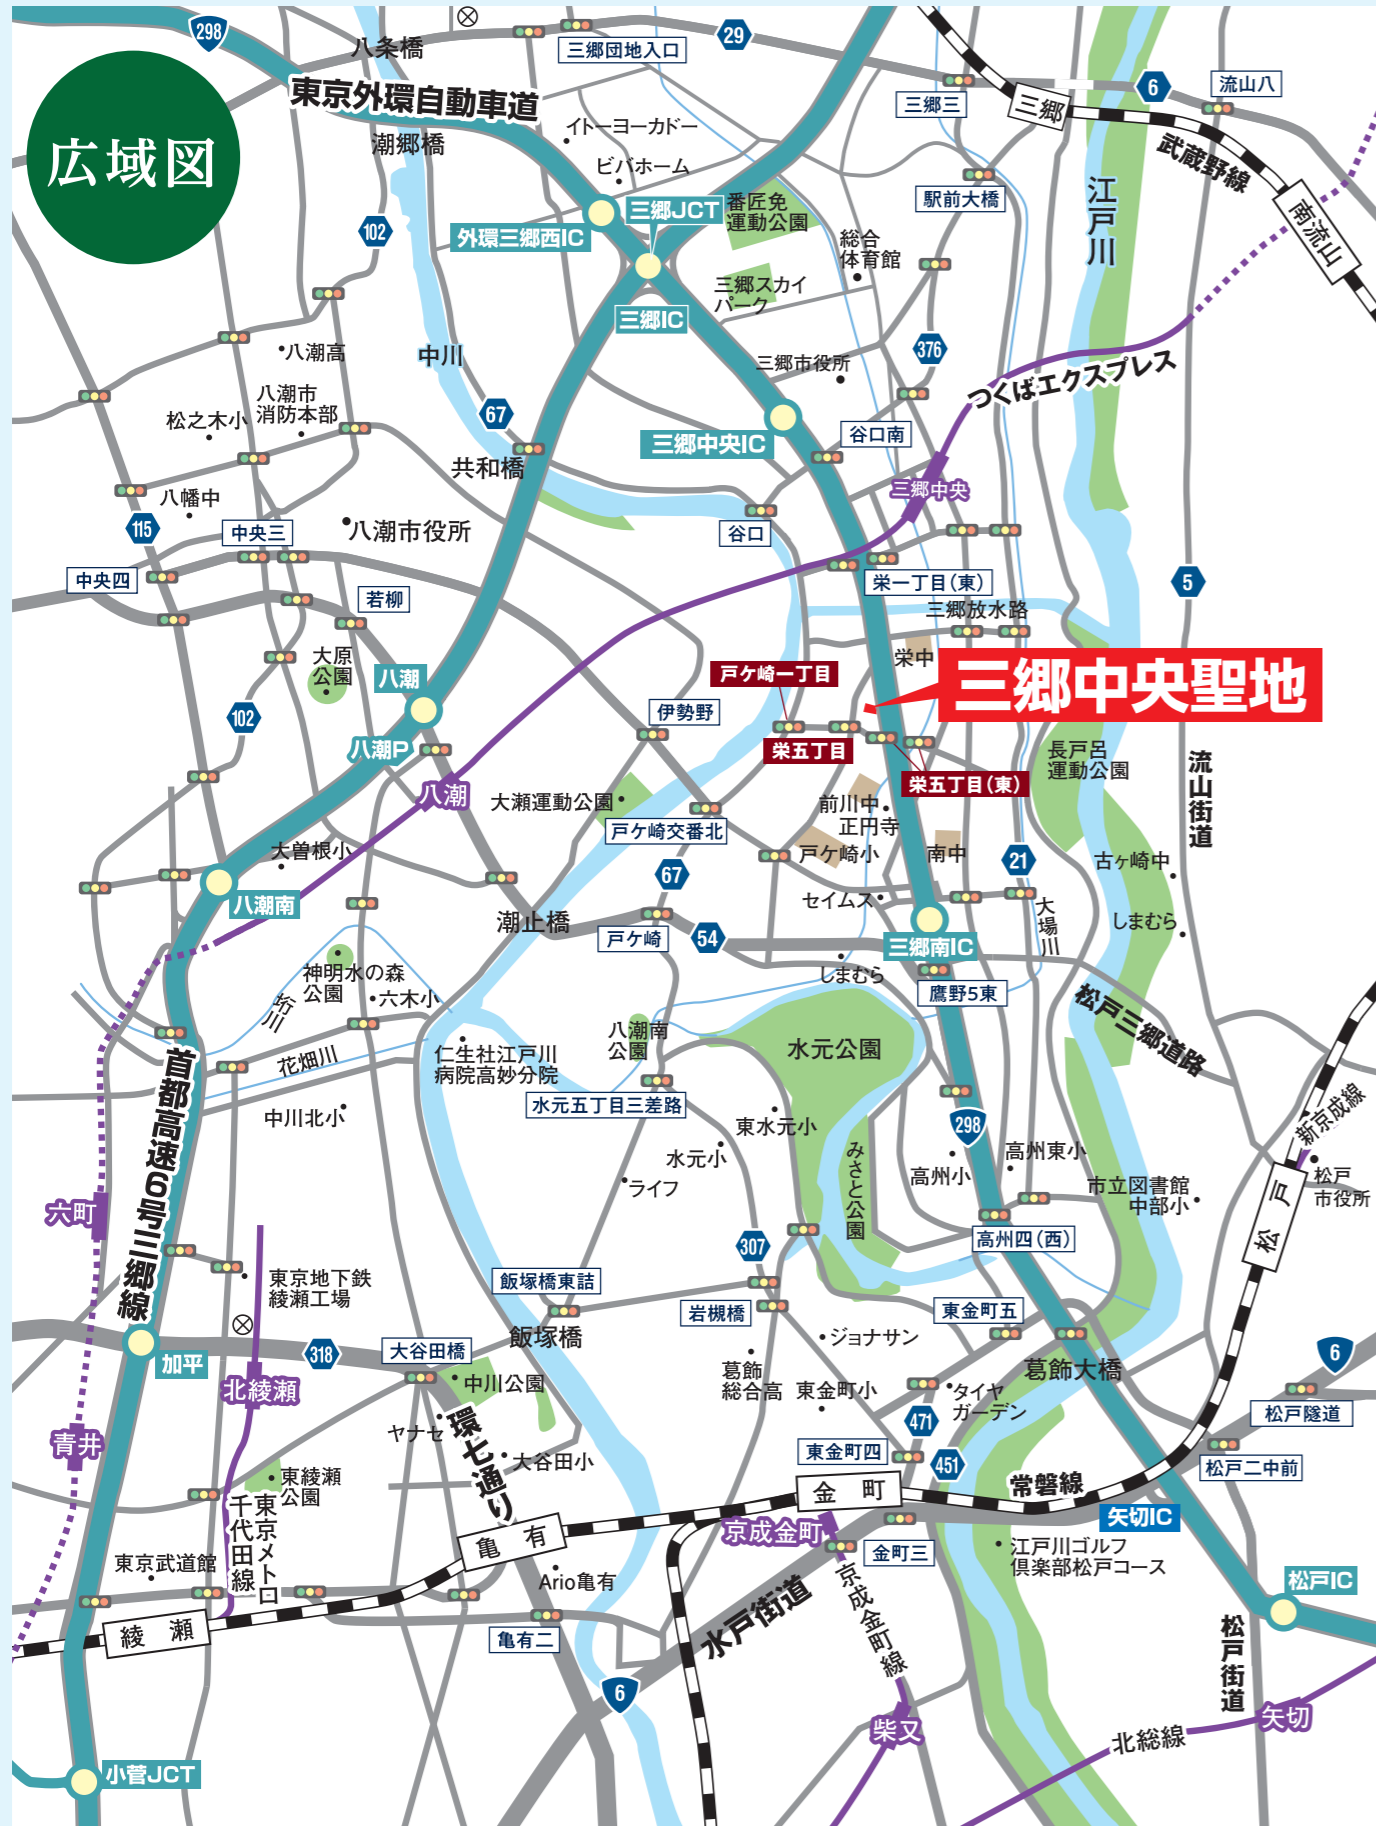 広域図
298
八条橋
三郷団地入口
29
東京外環自動車道
潮郷橋
イトーヨーカドー
ビバホーム
三郷三
三郷
6
流山八
武蔵野線
南流山
駅前大橋
江戸川
102
外環三郷西IC
三郷JCT
番匠免
運動公園
総合
体育館
三郷スカイ
パーク
三郷IC
376
三郷市役所
つくばエクスプレス
八潮高
中川
八潮市
消防本部
松之木小
67
共和橋
三郷中央IC
谷口南
三郷中央
八幡中
115
中央三
八潮市役所
谷口
中央四
若柳
栄一丁目(東)
5
三郷放水路
大原
公園
八潮
戸ケ崎一丁目
栄中
三郷中央聖地
102
伊勢野
八潮P
栄五丁目
栄五丁目(東)
長戸呂
運動公園
流山街道
八潮
大瀬運動公園
戸ケ崎交番北
前川中
正円寺
戸ケ崎小
南中
21
古ヶ崎中
大曽根小
67
八潮南
セイムス
大場川
しまむら
潮止橋
戸ケ崎
54
三郷南IC
しまむら
鷹野5東
神明水の森
公園
六木小
垳川
松戸三郷道路
花畑川
仁生社江戸川
病院高妙分院
八潮南
公園
水元公園
首都高速6号三郷線
中川北小
水元五丁目三差路
東水元小
298
新京成線
水元小
みさと公園
高州小
高州東小
松戸
市役所
ライフ
市立図書館
中部小
松戸
六町
307
高州四(西)
東京地下鉄
綾瀬工場
飯塚橋東詰
岩槻橋
東金町五
飯塚橋
ジョナサン
加平
318
大谷田橋
葛飾大橋
6
北綾瀬
中川公園
葛飾
総合高
東金町小
タイヤ
ガーデン
松戸隧道
青井
ヤナセ
環七通り
471
東金町四
451
松戸二中前
大谷田小
東綾瀬
公園
金町
常磐線
矢切IC
東京メトロ
千代田線
亀有
京成金町
金町三
江戸川ゴルフ
倶楽部松戸コース
東京武道館
Ario亀有
松戸IC
綾瀬
亀有二
水戸街道
京成金町線
松戸街道
6
柴又
矢切
北総線
小菅JCT